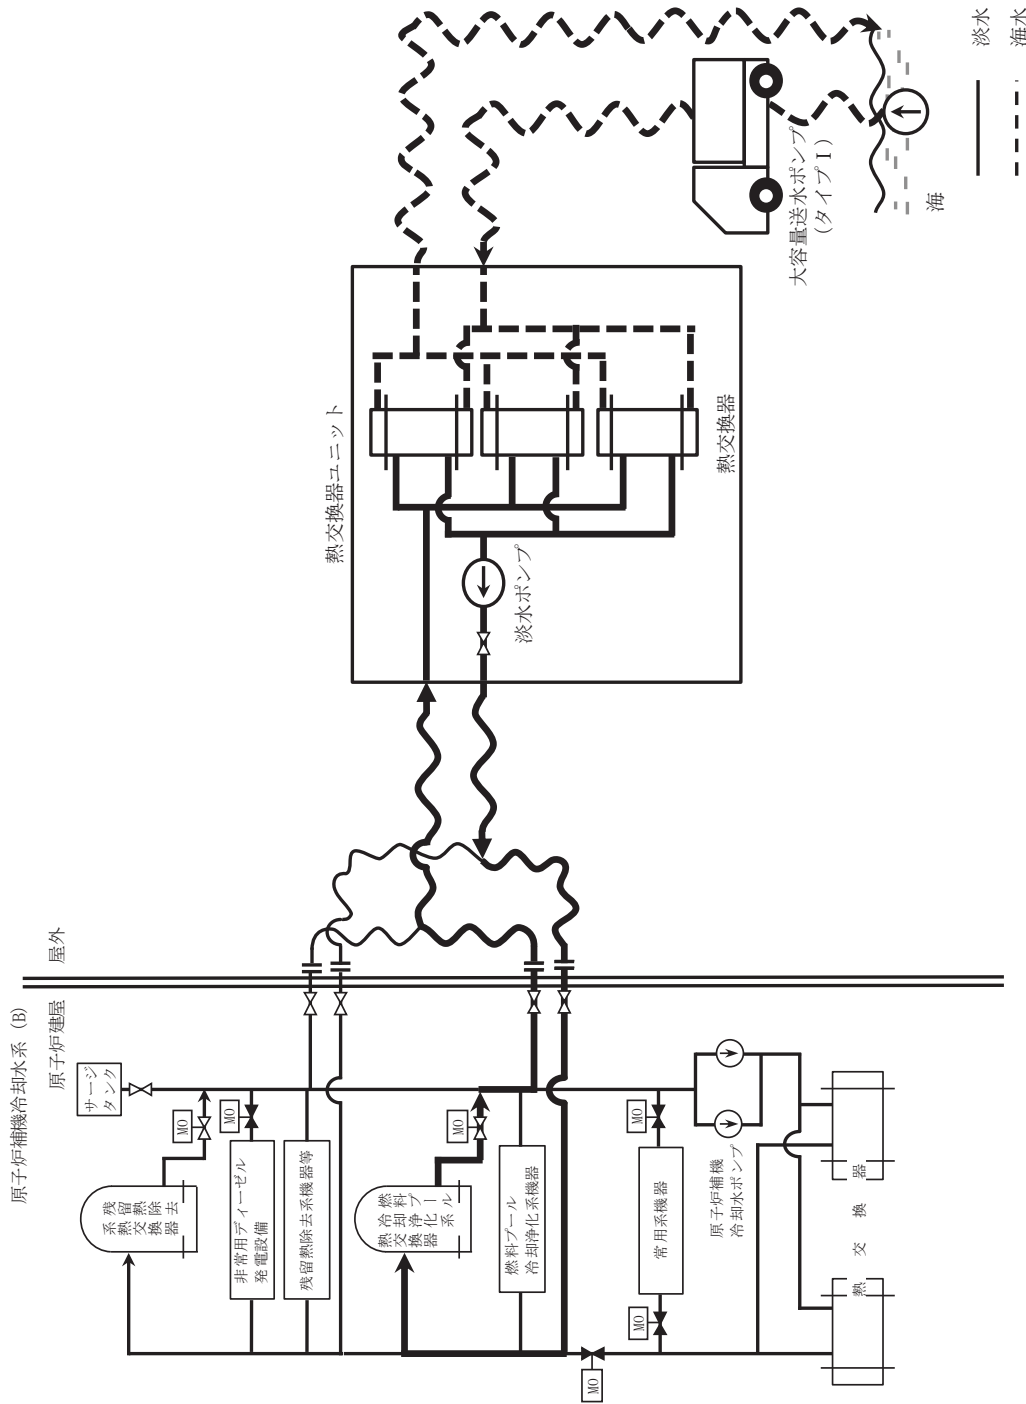 原子炉補機冷却水系 (B)
原子炉建屋
屋外
サージ
タンク
MO
MO
残留熱除去
系熱交換器
非常用ディーゼル
発電設備
残留熱除去系機器等
MO
燃料プール
冷却浄化系
熱交換器
燃料プール
冷却浄化系機器
MO
常用系機器
MO
MO
原子炉補機
冷却水ポンプ
熱交換器
熱交換器ユニット
淡水ポンプ
熱交換器
大容量送水ポンプ
(タイプⅠ)
海
淡水
海水